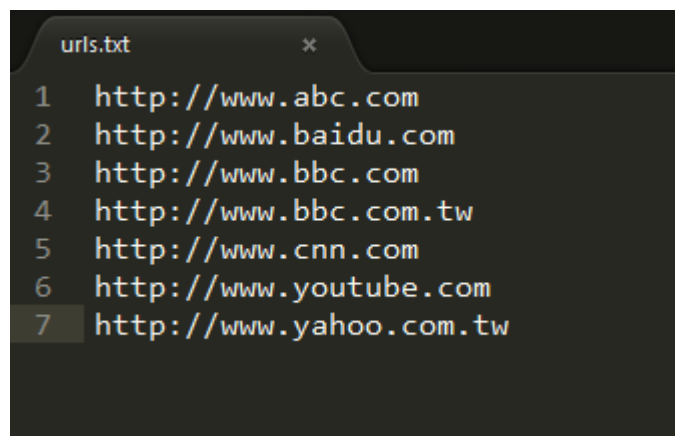 urls.txt ×
1 http://www.abc.com
2 http://www.baidu.com
3 http://www.bbc.com
4 http://www.bbc.com.tw
5 http://www.cnn.com
6 http://www.youtube.com
7 http://www.yahoo.com.tw